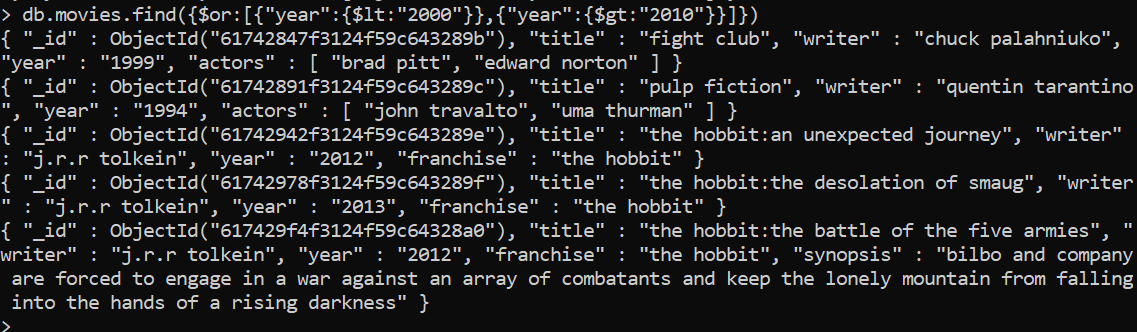 > db.movies.find({$or:[{"year":{$lt:"2000"}},{"year":{$gt:"2010"}}]})
{ "_id" : ObjectId("61742847f3124f59c643289b"), "title" : "fight club", "writer" : "chuck palahniuko",
"year" : "1999", "actors" : [ "brad pitt", "edward norton" ] }
{ "_id" : ObjectId("61742891f3124f59c643289c"), "title" : "pulp fiction", "writer" : "quentin tarantino
", "year" : "1994", "actors" : [ "john travalto", "uma thurman" ] }
{ "_id" : ObjectId("61742942f3124f59c643289e"), "title" : "the hobbit:an unexpected journey", "writer"
: "j.r.r tolkein", "year" : "2012", "franchise" : "the hobbit" }
{ "_id" : ObjectId("61742978f3124f59c643289f"), "title" : "the hobbit:the desolation of smaug", "writer
" : "j.r.r tolkein", "year" : "2013", "franchise" : "the hobbit" }
{ "_id" : ObjectId("617429f4f3124f59c64328a0"), "title" : "the hobbit:the battle of the five armies", "
writer" : "j.r.r tolkein", "year" : "2012", "franchise" : "the hobbit", "synopsis" : "bilbo and company
are forced to engage in a war against an array of combatants and keep the lonely mountain from falling
into the hands of a rising darkness" }
>